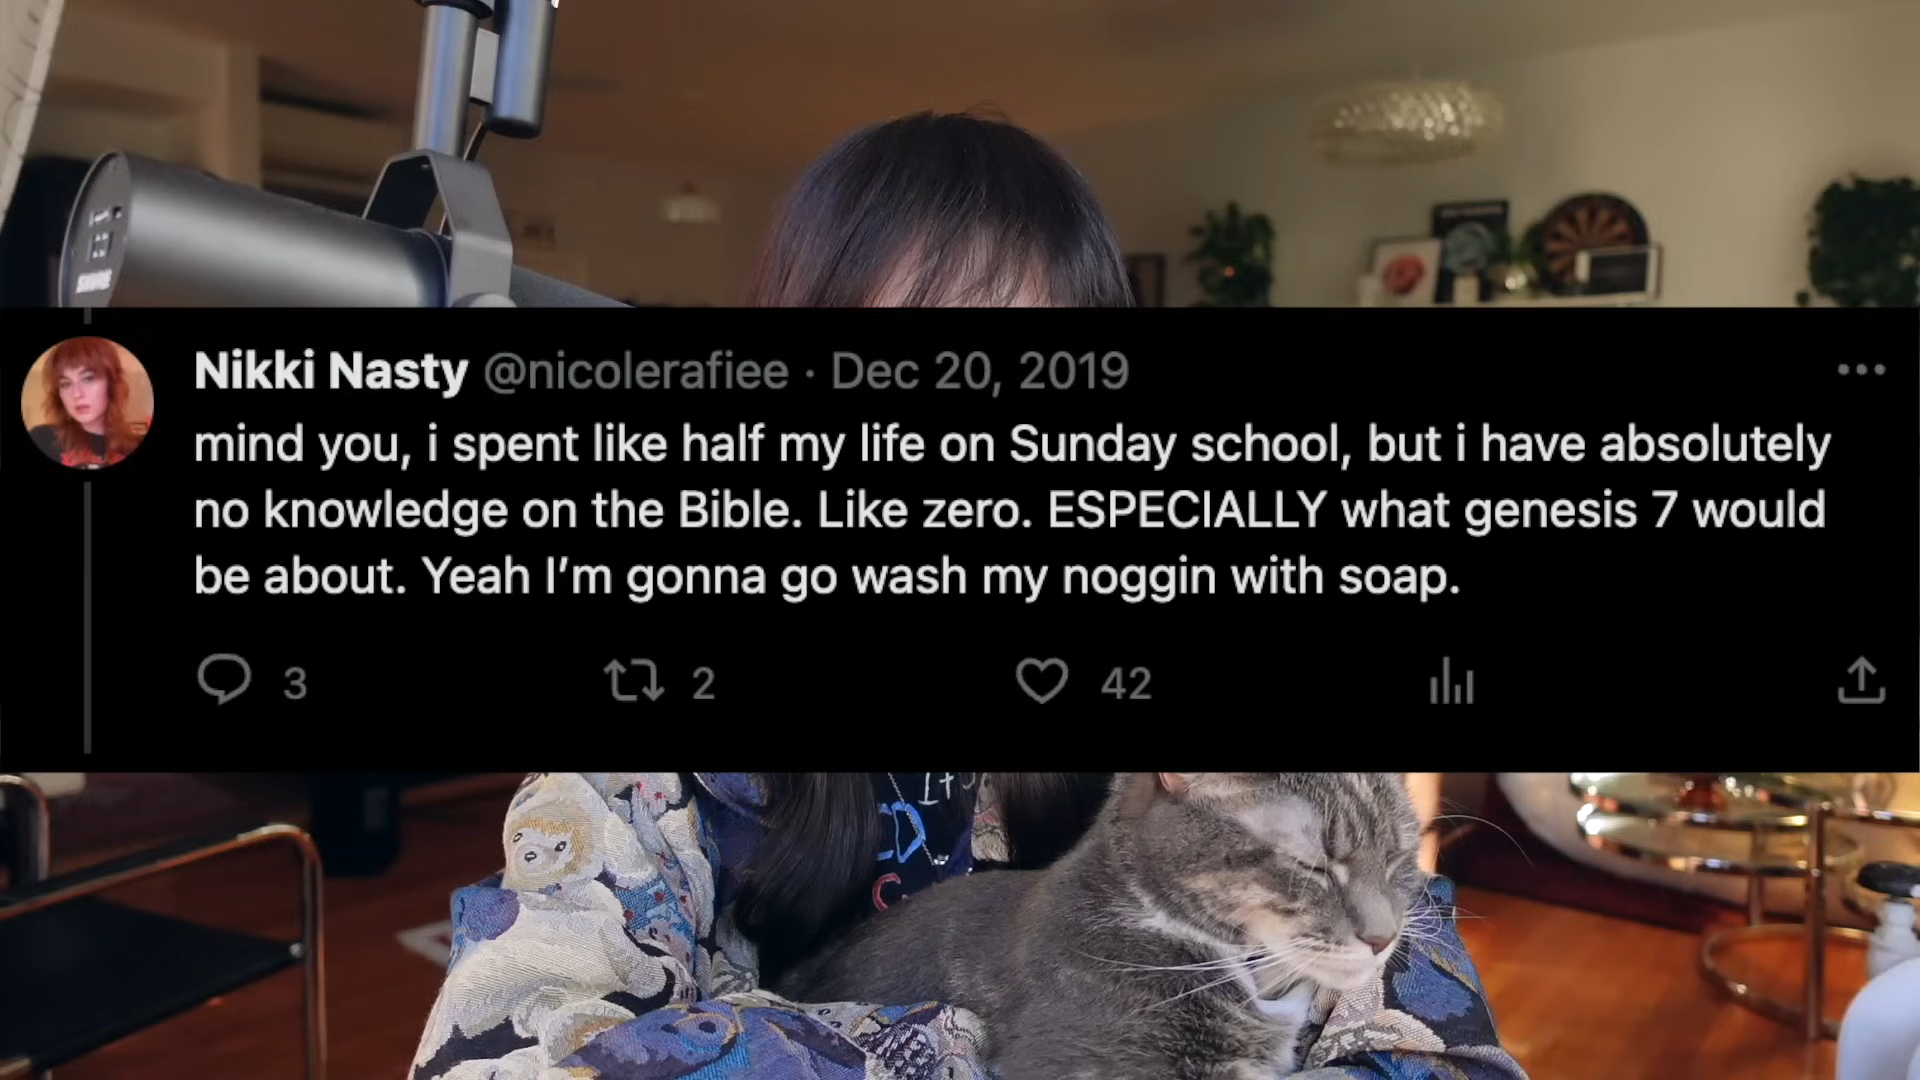 SHURE
Nikki Nasty @nicolerafiee · Dec 20, 2019
mind you, i spent like half my life on Sunday school, but i have absolutely
no knowledge on the Bible. Like zero. ESPECIALLY what genesis 7 would
be about. Yeah I’m gonna go wash my noggin with soap.
3
2
42